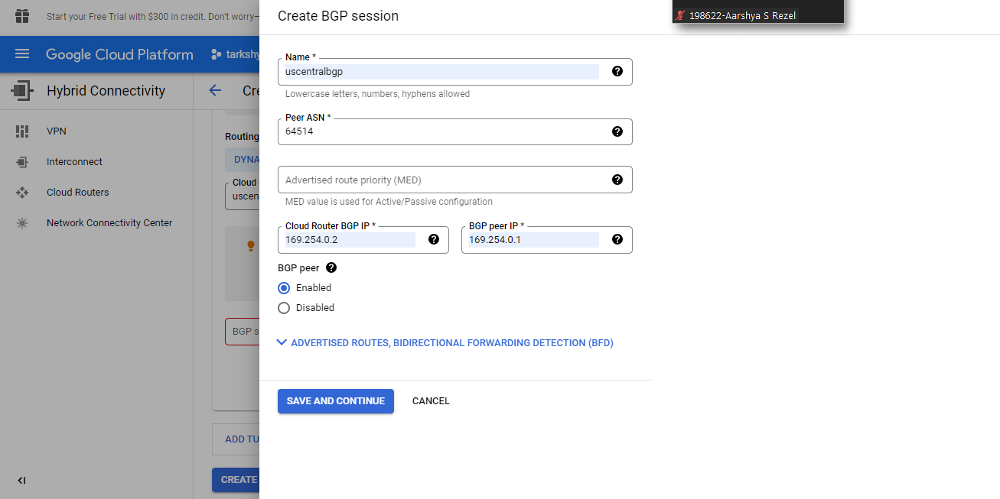 Start your Free Trial with $300 in credit. Don't worry—
Google Cloud Platform
tarkshy
Hybrid Connectivity
VPN
Interconnect
Cloud Routers
Network Connectivity Center
Cre
Routing
DYNA
Cloud
uscen
BGP s
ADD TU
CREATE
Create BGP session
198622-Aarshya S Rezel
Name *
uscentralbgp
Lowercase letters, numbers, hyphens allowed
Peer ASN *
64514
Advertised route priority (MED)
MED value is used for Active/Passive configuration
Cloud Router BGP IP *
169.254.0.2
BGP peer IP *
169.254.0.1
BGP peer
Enabled
Disabled
ADVERTISED ROUTES, BIDIRECTIONAL FORWARDING DETECTION (BFD)
SAVE AND CONTINUE
CANCEL